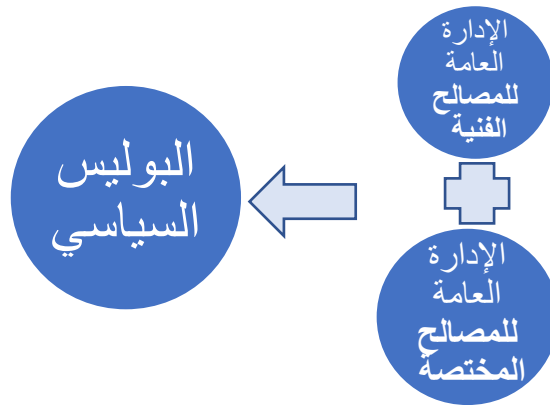 الإدارة
العامة
للمصالح
الفنية
البوليس
السياسي
الإدارة
العامة
للمصالح
المختصة